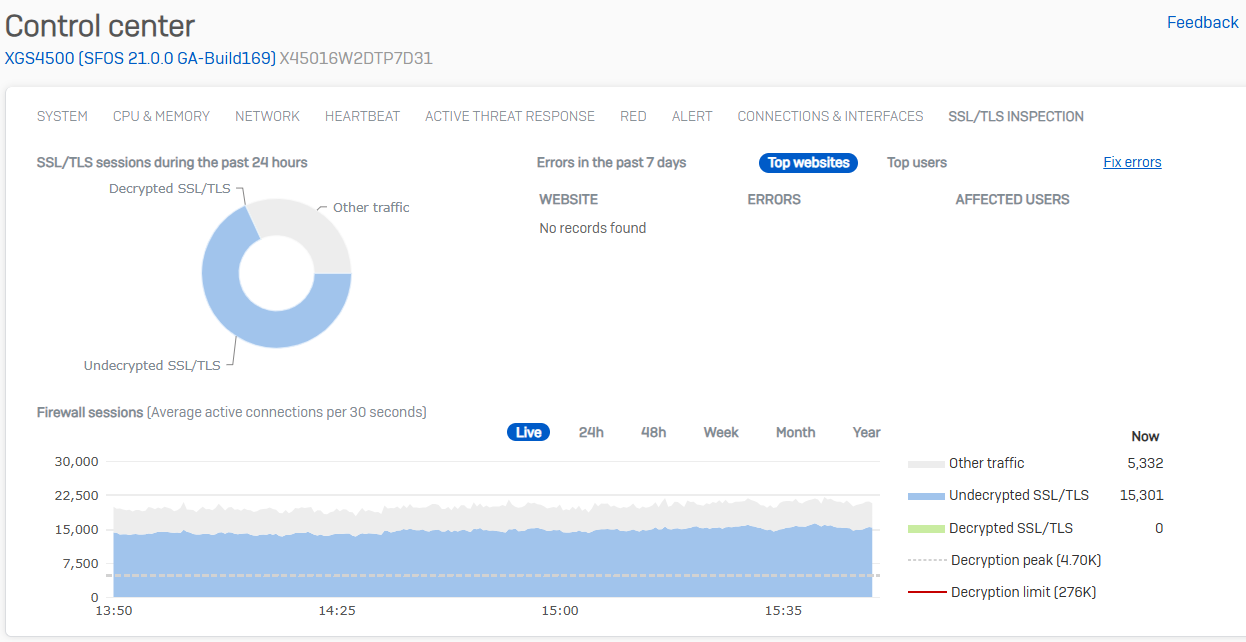 Control center
Feedback
XGS4500 (SFOS 21.0.0 GA-Build169) X45016W2DTP7D31
SYSTEM CPU & MEMORY NETWORK HEARTBEAT ACTIVE THREAT RESPONSE RED ALERT CONNECTIONS & INTERFACES SSL/TLS INSPECTION
SSL/TLS sessions during the past 24 hours
Decrypted SSL/TLS
Other traffic
Undecrypted SSL/TLS
Errors in the past 7 days Top websites Top users Fix errors
WEBSITE ERRORS AFFECTED USERS
No records found
Firewall sessions (Average active connections per 30 seconds)
Live 24h 48h Week Month Year
30,000
22,500
15,000
7,500
0
13:50 14:25 15:00 15:35
Now
Other traffic 5,332
Undecrypted SSL/TLS 15,301
Decrypted SSL/TLS 0
Decryption peak (4.70K)
Decryption limit (276K)